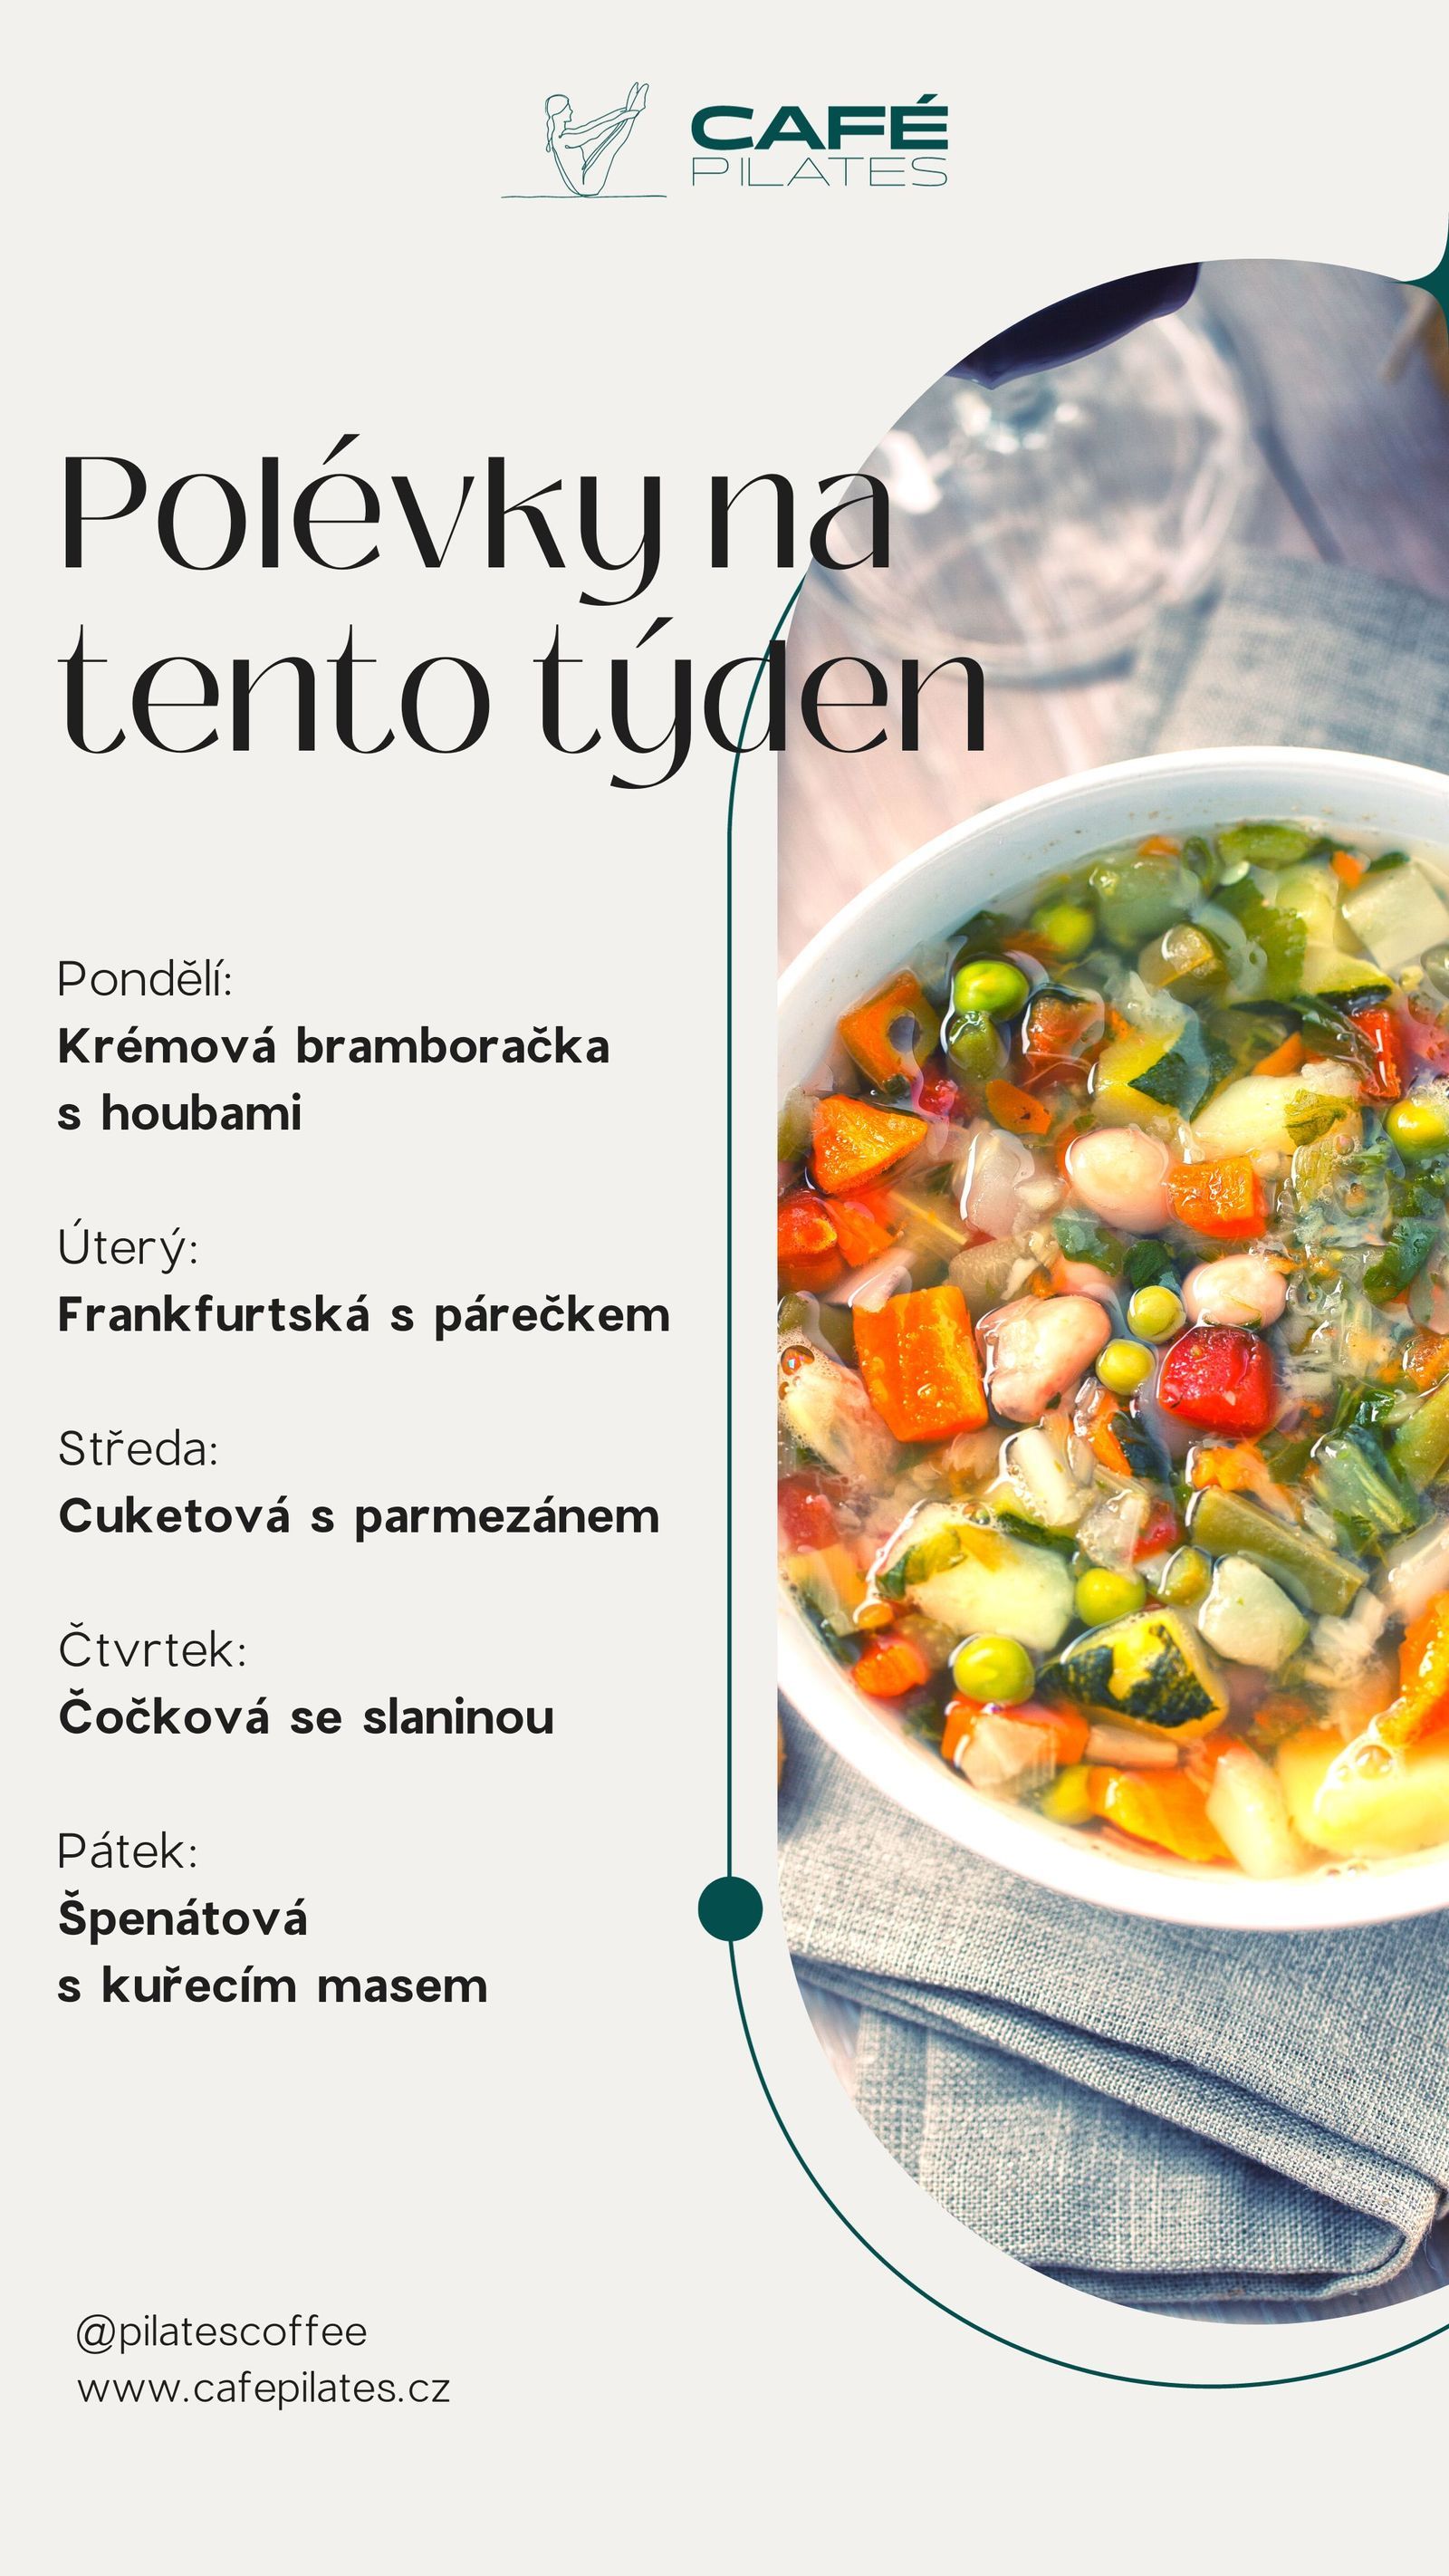 CAFÉ
PILATES
Polévky na
tento týden
Pondělí:
Krémová bramboračka
s houbami
Úterý:
Frankfurtská s párečkem
Středa:
Cuketová s parmezánem
Čtvrtek:
Čočková se slaninou
Pátek:
Špenátová
s kuřecím masem
@pilatescoffee
www.cafepilates.cz